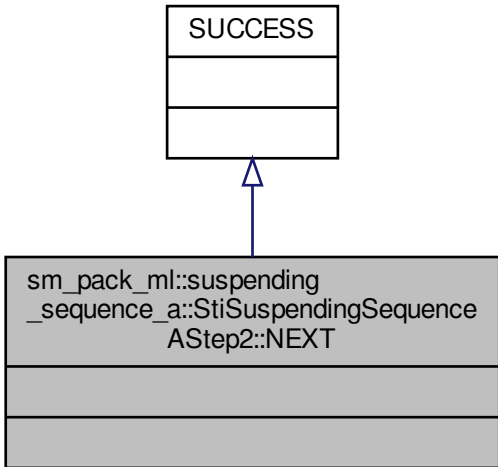 SUCCESS
sm_pack_ml::suspending
_sequence_a::StiSuspendingSequence
AStep2::NEXT